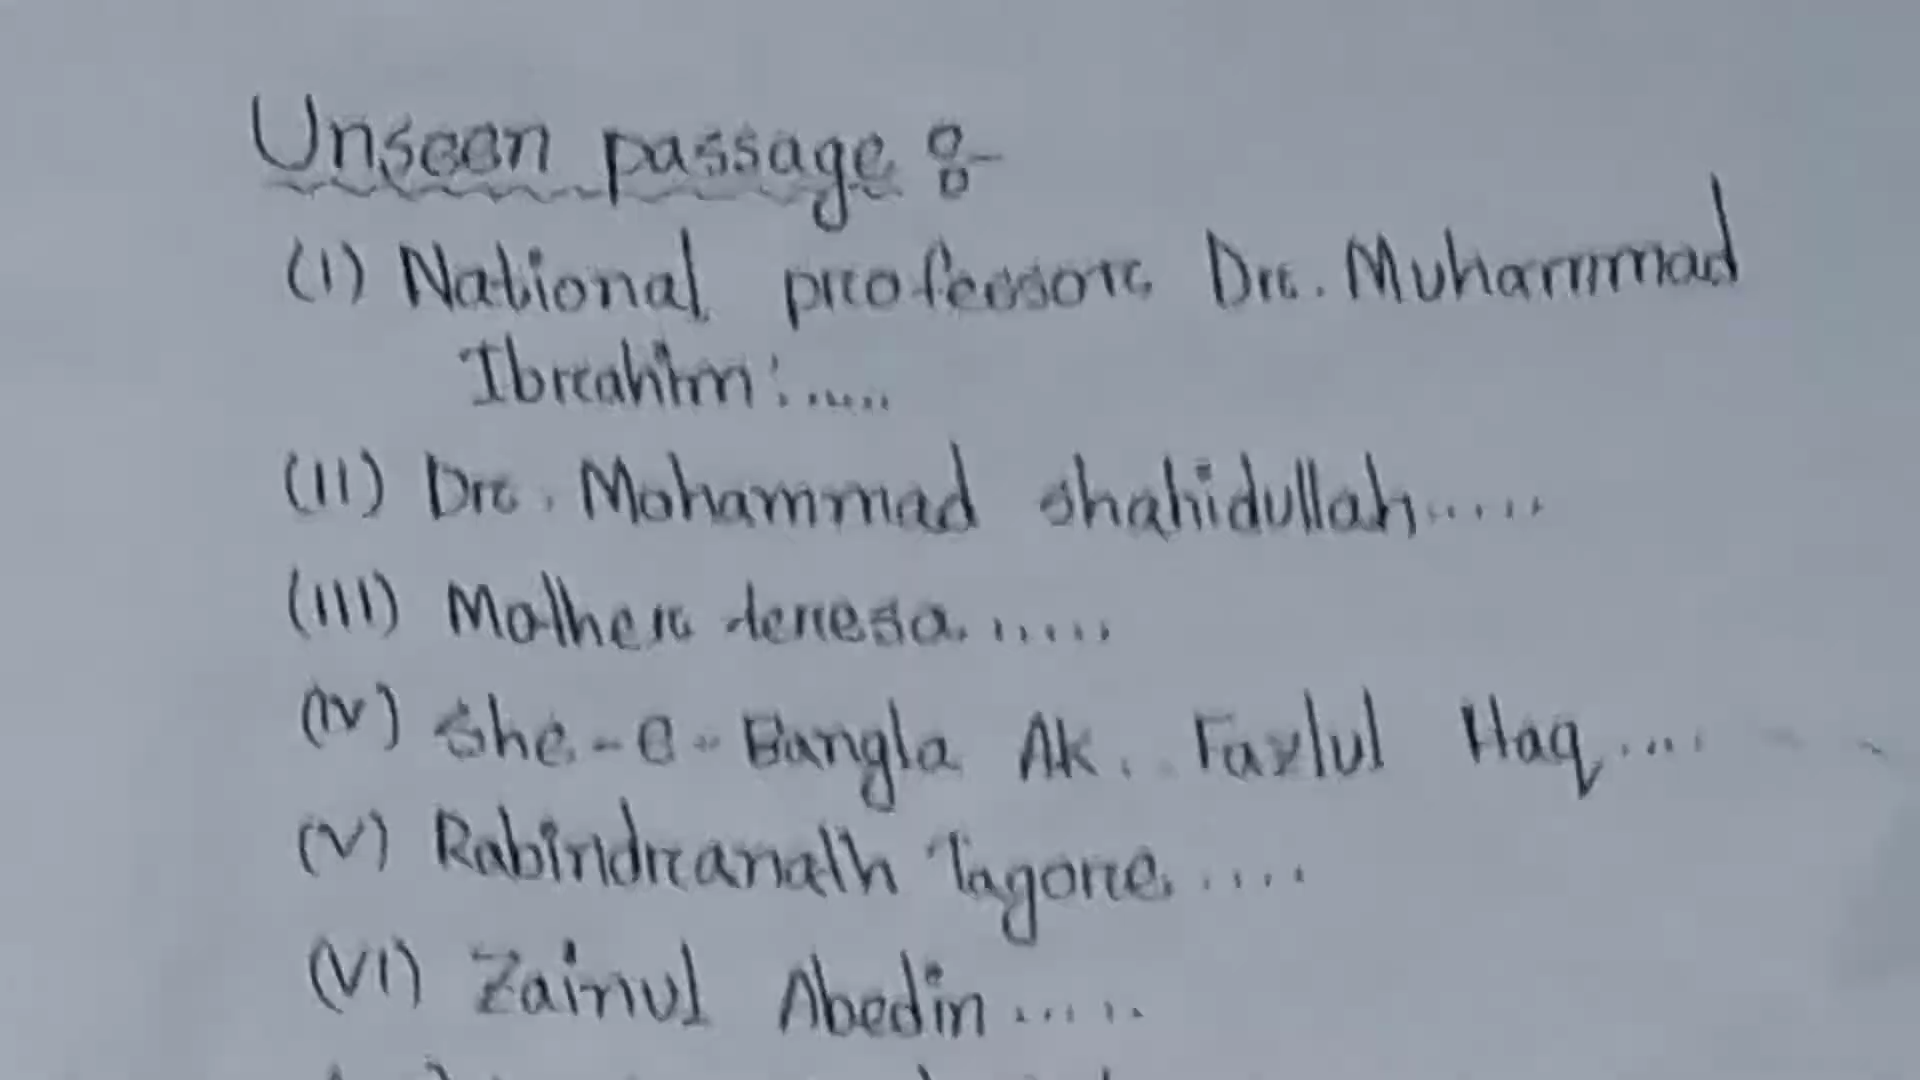 Unseen passage :-
(I) National professor Dr. Muhammad
Ibrahim:.....
(II) Dr. Mohammad shahidullah.....
(III) Mother teresa.....
(IV) She-e-Bangla Ak. Fazlul Haq....
(V) Rabindranath Tagore....
(VI) Zainul Abedin.....